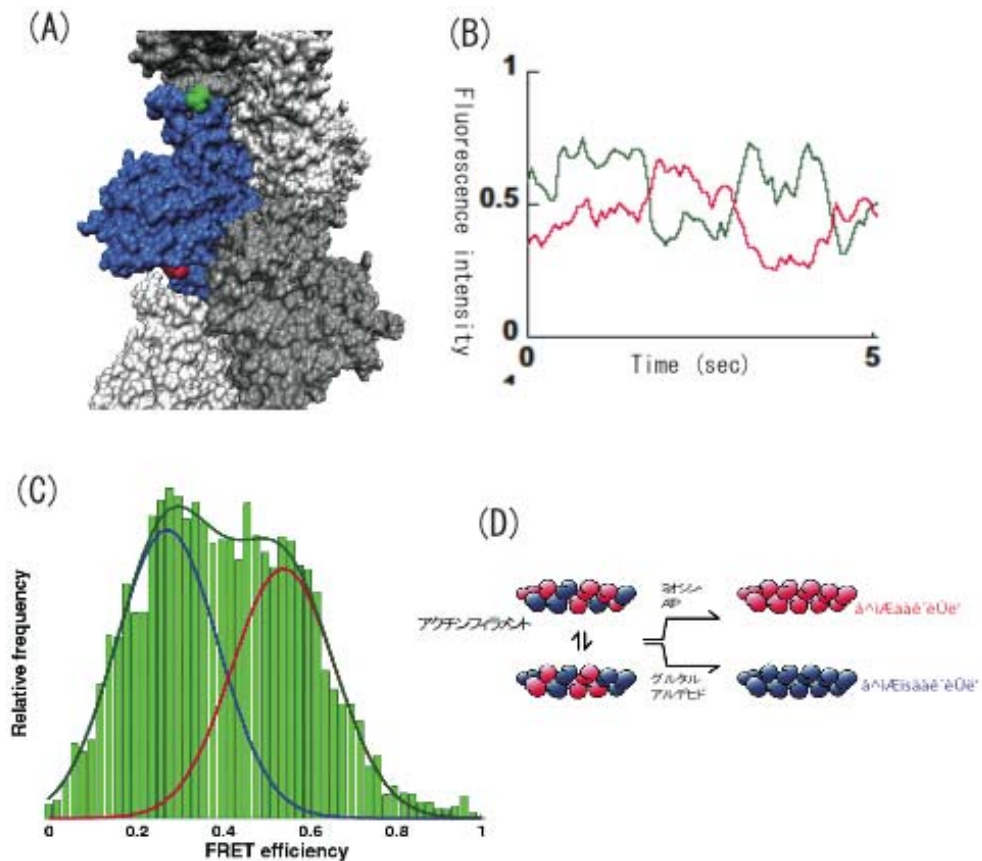 (A)
(B)
Fluorescence intensity
1
0.5
0
0
5
Time (sec)
(C)
Relative frequency
0
0.2
0.4
0.6
0.8
1
FRET efficiency
(D)
アクチンフィラメント
ミオシン
グルタル
アルデヒド